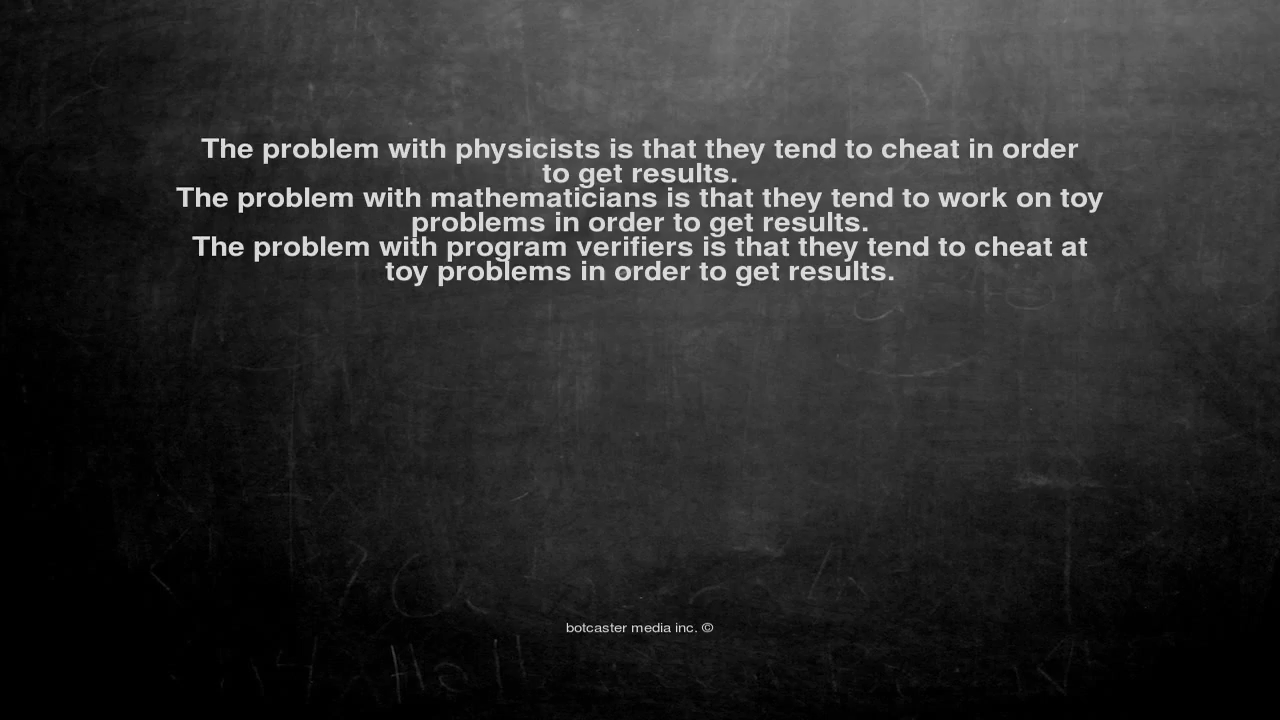 The problem with physicists is that they tend to cheat in order
to get results.
The problem with mathematicians is that they tend to work on toy
problems in order to get results.
The problem with program verifiers is that they tend to cheat at
toy problems in order to get results.
botcaster media inc. ©